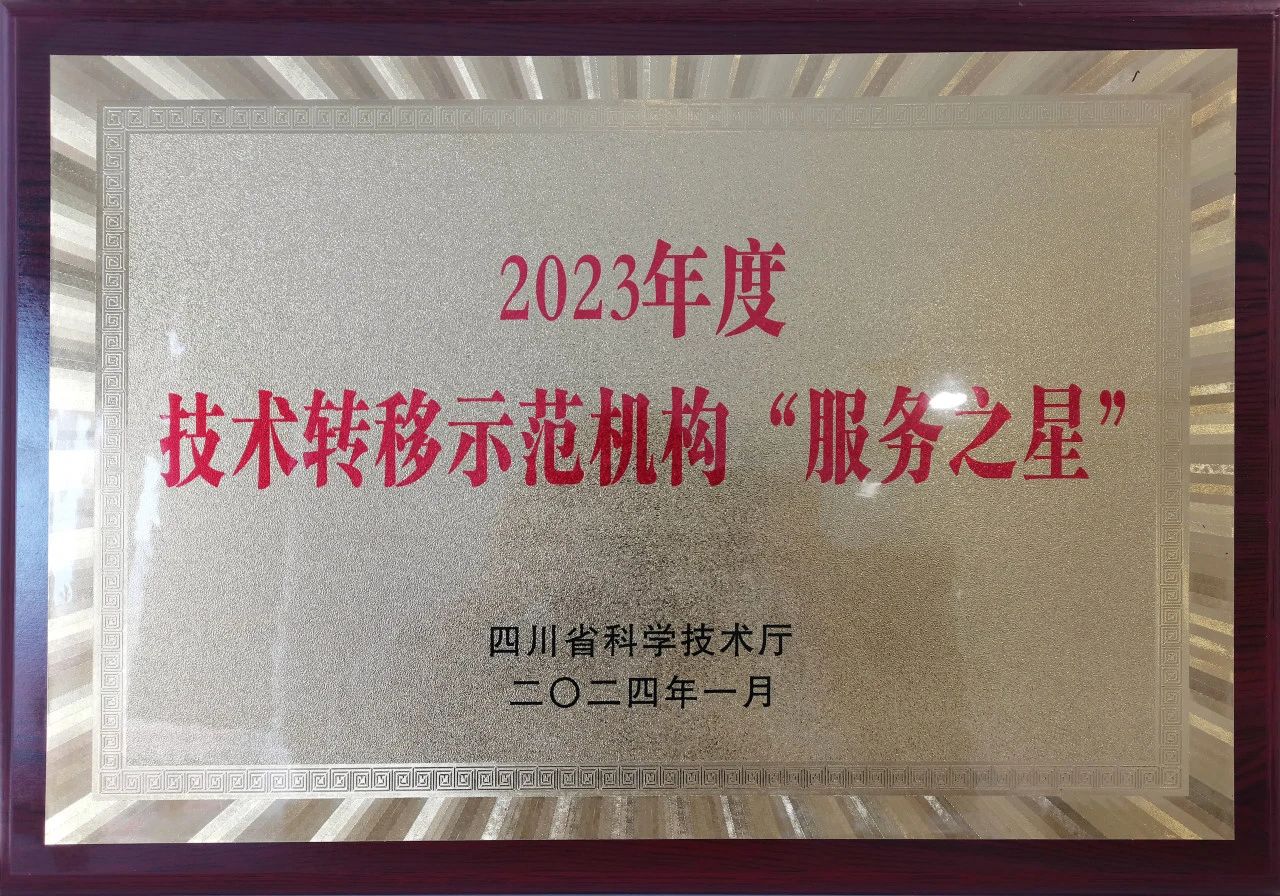 2023年度
技术转移示范机构“服务之星”
四川省科学技术厅
二〇二四年一月